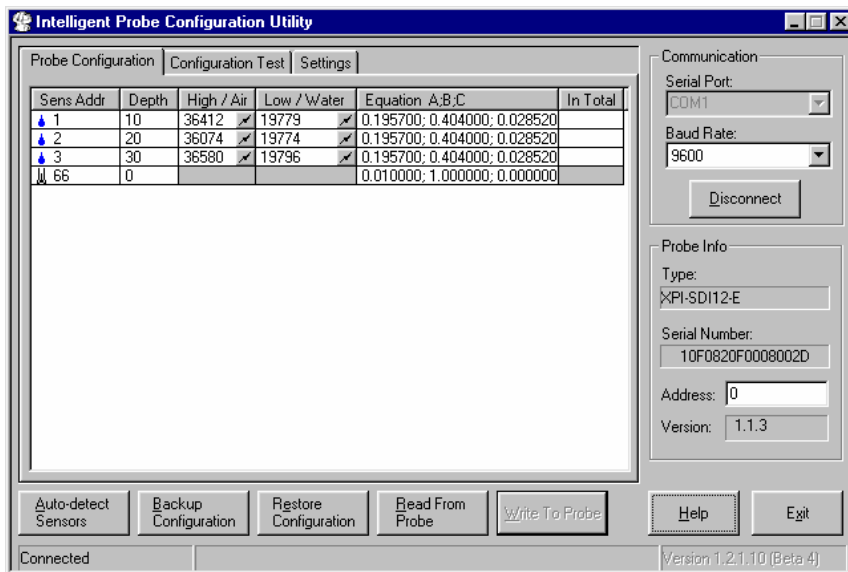 Intelligent Probe Configuration Utility
Probe Configuration Configuration Test Settings
Sens Addr Depth High / Air Low / Water Equation A;B;C In Total
1 10 36412 19779 0.195700; 0.404000; 0.028520
2 20 36074 19774 0.195700; 0.404000; 0.028520
3 30 36580 19796 0.195700; 0.404000; 0.028520
66 0 0.010000; 1.000000; 0.000000
Communication
Serial Port:
COM1
Baud Rate:
9600
Disconnect
Probe Info
Type:
XPI-SDI12-E
Serial Number:
10F0820F0008002D
Address: 0
Version: 1.1.3
Auto-detect
Sensors
Backup
Configuration
Restore
Configuration
Read From
Probe
Write To Probe
Help
Exit
Connected
Version 1.2.1.10 (Beta 4)